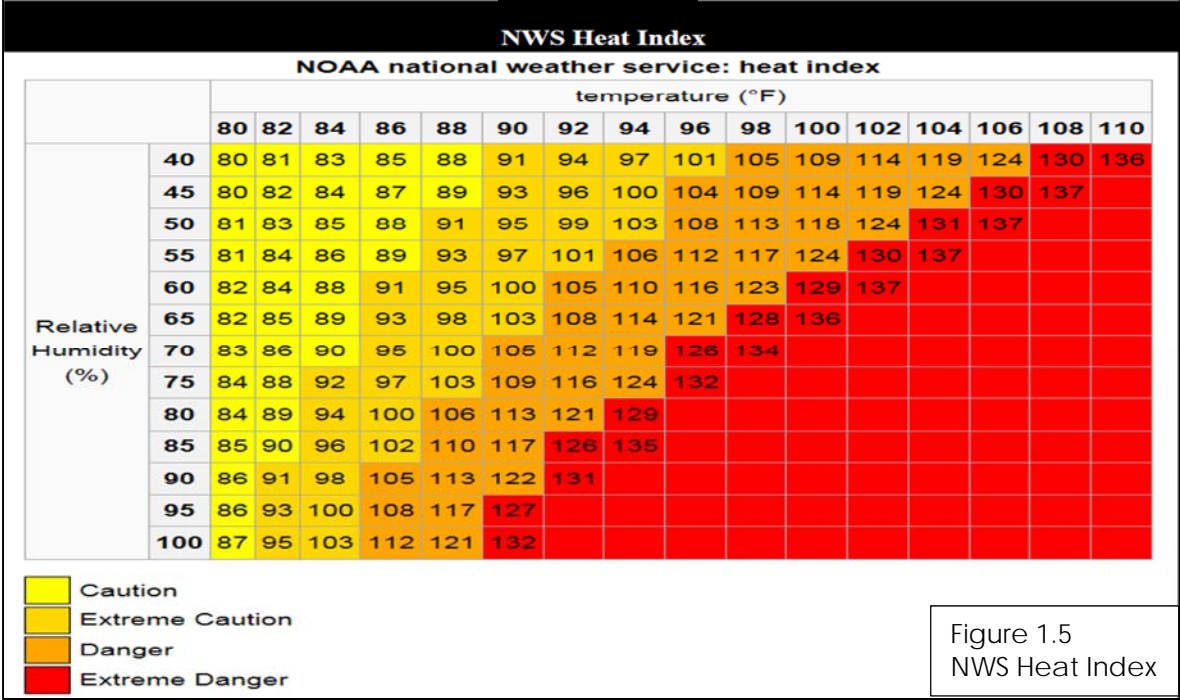 NWS Heat Index
NOAA national weather service: heat index
temperature (°F)
80 82 84 86 88 90 92 94 96 98 100 102 104 106 108 110
40 80 81 83 85 88 91 94 97 101 105 109 114 119 124 130 136
45 80 82 84 87 89 93 96 100 104 109 114 119 124 130 137
50 81 83 85 88 91 95 99 103 108 113 118 124 131 137
55 81 84 86 89 93 97 101 106 112 117 124 130 137
60 82 84 88 91 95 100 105 110 116 123 129 137
Relative
Humidity
(%)
65 82 85 89 93 98 103 108 114 121 128 136
70 83 86 90 95 100 105 112 119 126 134
75 84 88 92 97 103 109 116 124 132
80 84 89 94 100 106 113 121 129
85 85 90 96 102 110 117 126 135
90 86 91 98 105 113 122 131
95 86 93 100 108 117 127
100 87 95 103 112 121 132
Caution
Extreme Caution
Danger
Extreme Danger
Figure 1.5
NWS Heat Index